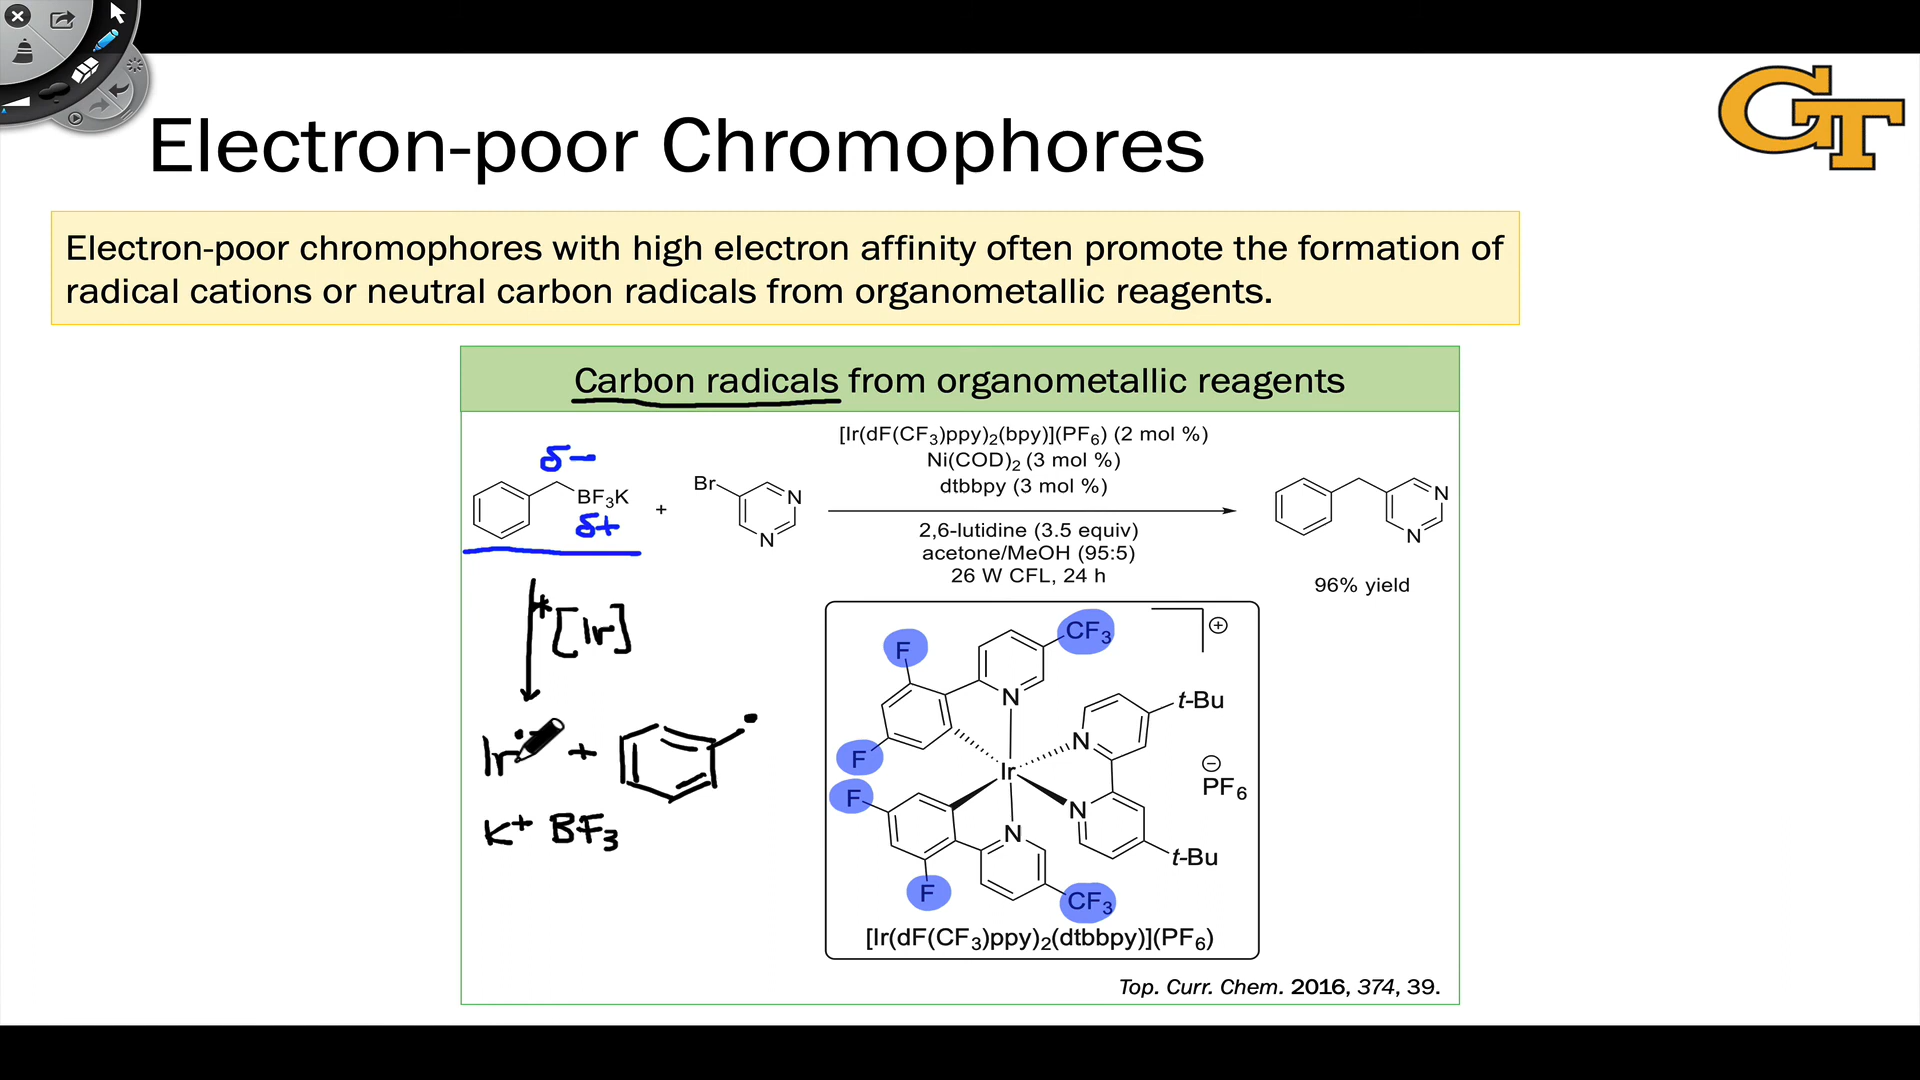 GT
Electron-poor Chromophores
Electron-poor chromophores with high electron affinity often promote the formation of
radical cations or neutral carbon radicals from organometallic reagents.
Carbon radicals from organometallic reagents
[Ir(dF(CF₃)ppy)₂(bpy)](PF₆) (2 mol %)
Ni(COD)₂ (3 mol %)
dtbbpy (3 mol %)
δ−
BF₃K
δ+
+
Br
N
N
2,6-lutidine (3.5 equiv)
acetone/MeOH (95:5)
26 W CFL, 24 h
N
N
96% yield
*[Ir]
Ir
+
K⁺ BF₃
F
CF₃
N
F
t-Bu
N
Ir
F
N
N
F
CF₃
t-Bu
⊕
⊖
PF₆
[Ir(dF(CF₃)ppy)₂(dtbbpy)](PF₆)
Top. Curr. Chem. 2016, 374, 39.